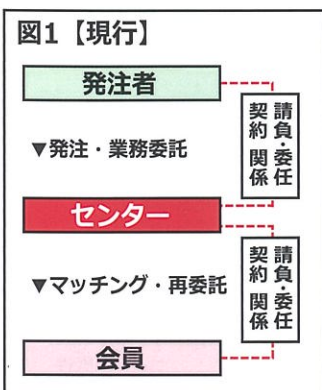 図1【現行】
発注者
請負・委任
契約 関係
▼発注・業務委託
センター
請負・委任
契約 関係
▼マッチング・再委託
会員